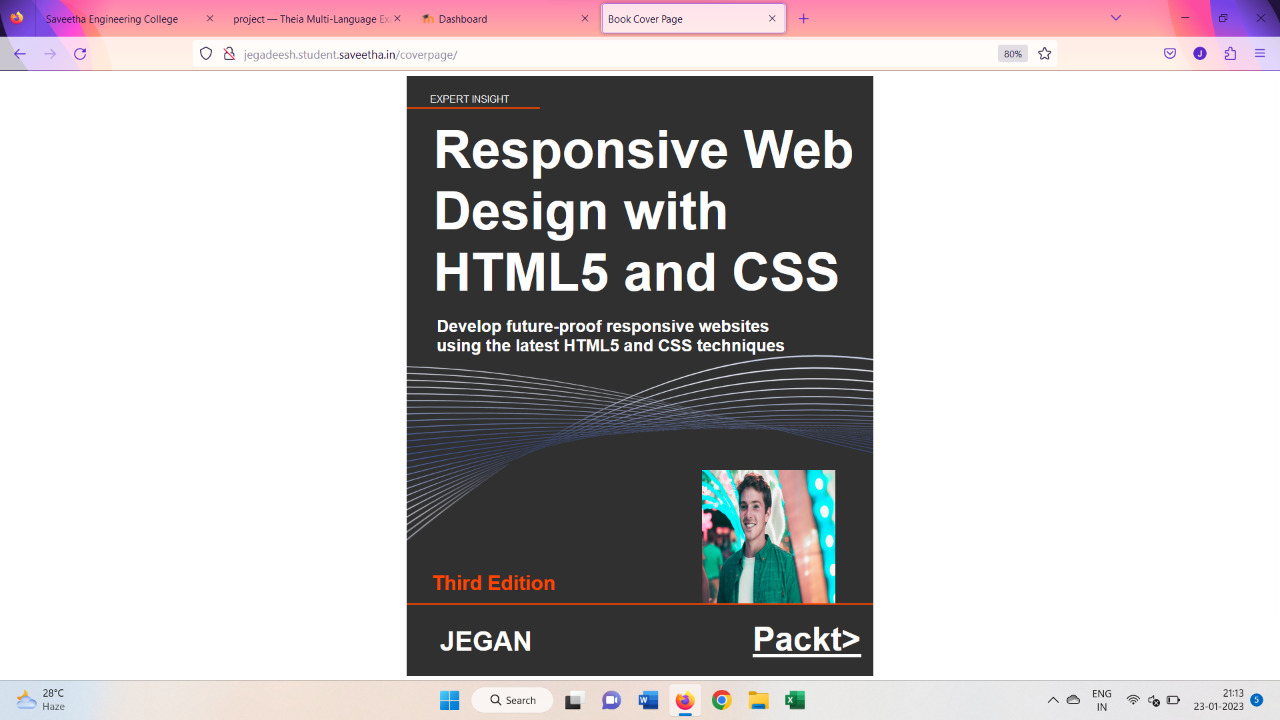 Saveetha Engineering College
project — Theia Multi-Language Ex
Dashboard
Book Cover Page
jegadeesh.student.saveetha.in/coverpage/
80%
J
EXPERT INSIGHT
Responsive Web
Design with
HTML5 and CSS
Develop future-proof responsive websites
using the latest HTML5 and CSS techniques
Third Edition
JEGAN
Packt>
28°C
Haze
Search
ENG
IN
21:13
23-01-2023
5